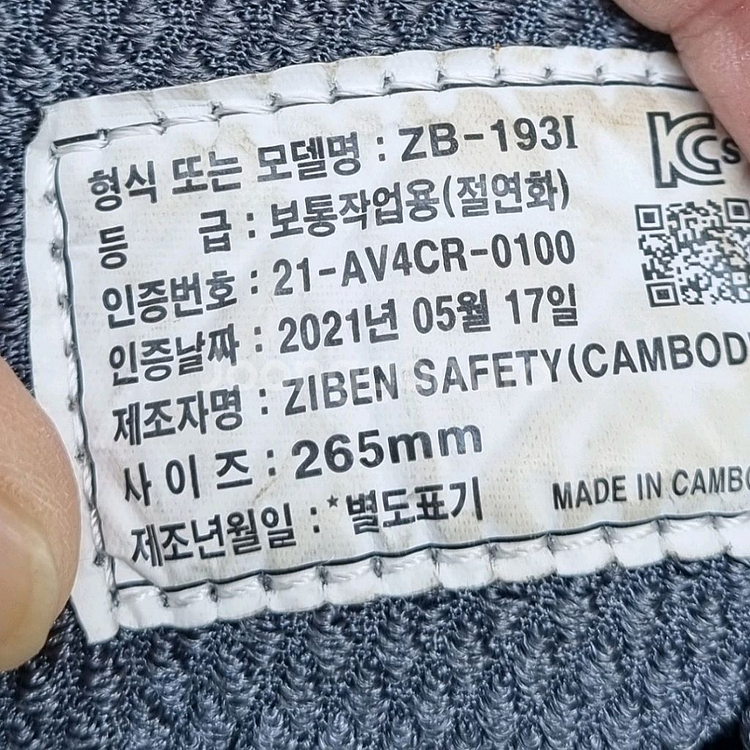 형식 또는 모델명 : ZB-193I
등 급 : 보통작업용(절연화)
인증번호 : 21-AV4CR-0100
인증날짜 : 2021년 05월 17일
제조자명 : ZIBEN SAFETY(CAMBODI
사 이 즈 : 265mm
제조년월일 : *별도표기
MADE IN CAMBO
KCs